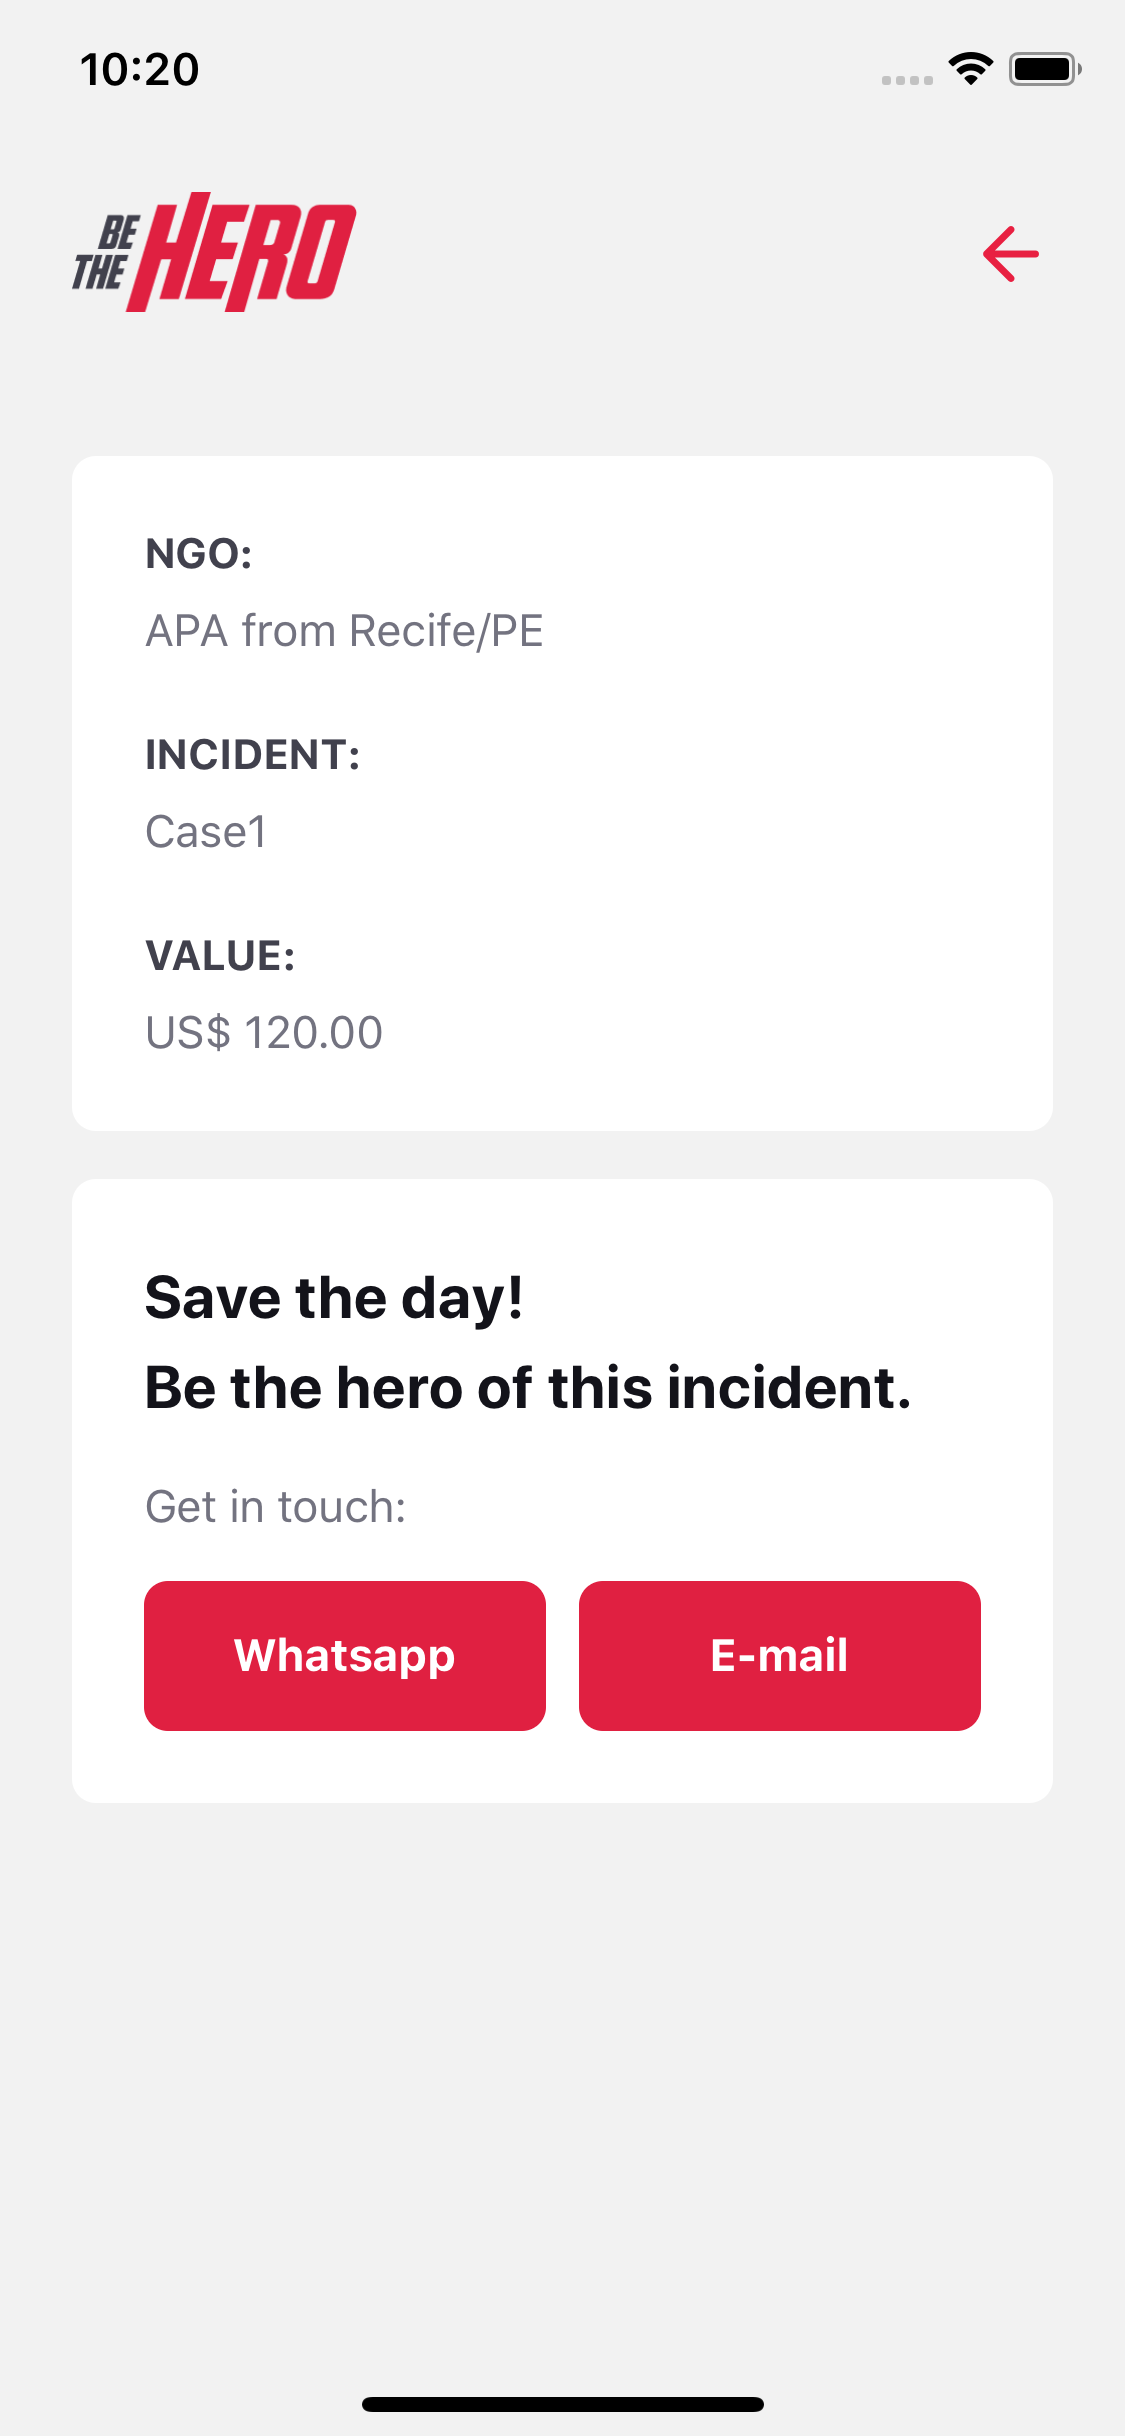 10:20
BE
THE HERO
NGO:
APA from Recife/PE
INCIDENT:
Case1
VALUE:
US$ 120.00
Save the day!
Be the hero of this incident.
Get in touch:
Whatsapp
E-mail